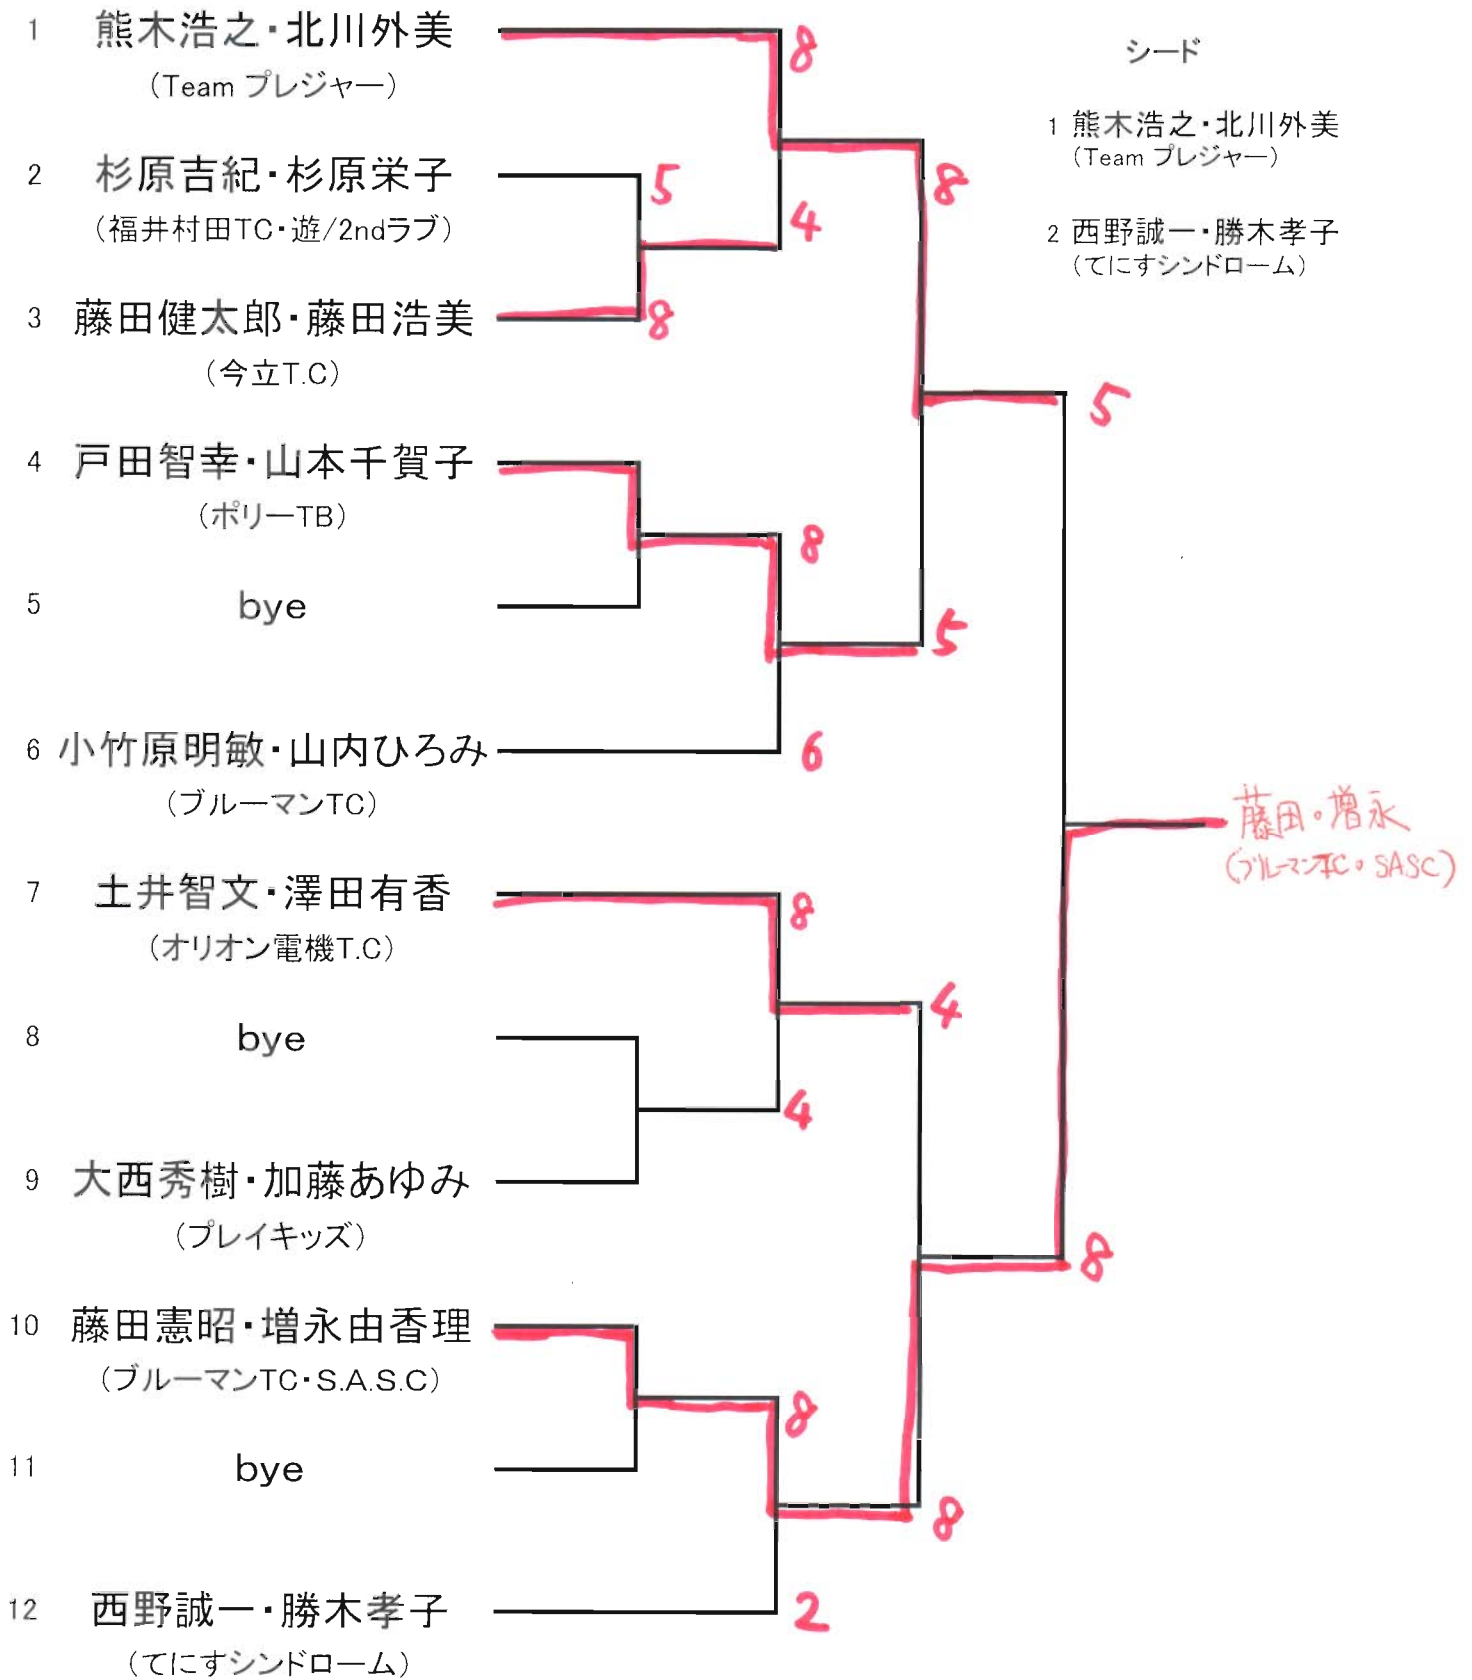 1 熊木浩之・北川外美
(Team プレジャー)
2 杉原吉紀・杉原栄子
(福井村田TC・遊/2ndラブ)
3 藤田健太郎・藤田浩美
(今立T.C)
4 戸田智幸・山本千賀子
(ポリーTB)
5 bye
6 小竹原明敏・山内ひろみ
(ブルーマンTC)
7 土井智文・澤田有香
(オリオン電機T.C)
8 bye
9 大西秀樹・加藤あゆみ
(プレイキッズ)
10 藤田憲昭・増永由香理
(ブルーマンTC・S.A.S.C)
11 bye
12 西野誠一・勝木孝子
(てにすシンドローム)
5
8
8
4
8
6
8
4
8
2
8
5
4
8
5
8
藤田・増永
(ブルーマンTC・SASC)
シード
1 熊木浩之・北川外美
(Team プレジャー)
2 西野誠一・勝木孝子
(てにすシンドローム)